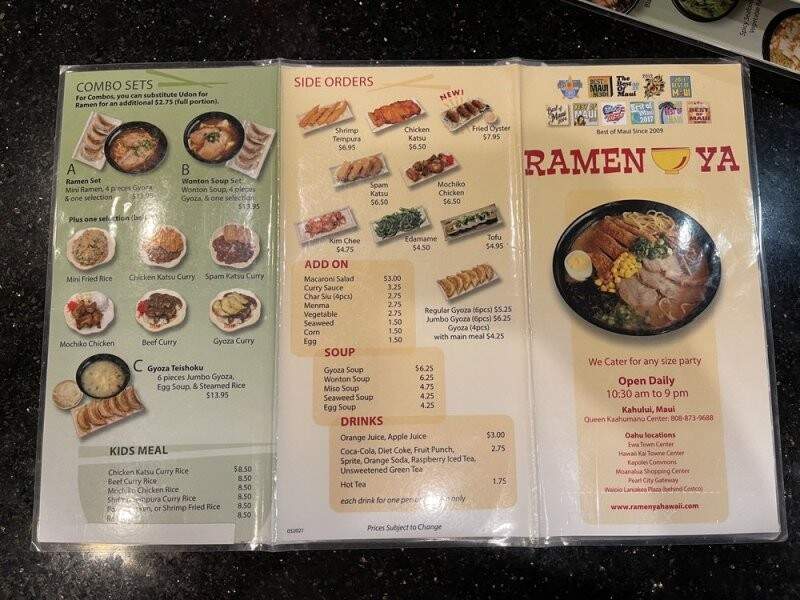 COMBO SETS
For Combos, you can substitute Udon for
Ramen for an additional $2.75 (full portion).
A
Ramen Set
Mini Ramen, 4 pieces Gyoza
& one selection $13.95
B
Wonton Soup Set
Wonton Soup, 4 pieces
Gyoza, & one selection
$13.95
Plus one selection
Mini Fried Rice
Chicken Katsu Curry
Spam Katsu Curry
Mochiko Chicken
Beef Curry
Gyoza Curry
C Gyoza Teishoku
6 pieces Jumbo Gyoza,
Egg Soup, & Steamed Rice
$13.95
KIDS MEAL
Chicken Katsu Curry Rice $8.50
Beef Curry Rice 8.50
Mochiko Chicken Rice 8.50
Shrimp Tempura Curry Rice 8.50
or Shrimp Fried Rice 8.50
8.50
SIDE ORDERS
Shrimp
Tempura
$6.95
Chicken
Katsu
$6.50
NEW!
Fried Oyster
$7.95
Spam
Katsu
$6.50
Mochiko
Chicken
$6.50
Kim Chee
$4.75
Edamame
$4.50
Tofu
$4.95
ADD ON
Macaroni Salad $3.00
Curry Sauce 3.25
Char Siu (4pcs) 2.75
Menma 2.75
Vegetable 2.75
Seaweed 1.50
Corn 1.50
Egg 1.50
Regular Gyoza (6pcs) $5.25
Jumbo Gyoza (6pcs) $6.25
Gyoza (4pcs)
with main meal $4.25
SOUP
Gyoza Soup $6.25
Wonton Soup 6.25
Miso Soup 4.75
Seaweed Soup 4.25
Egg Soup 4.25
DRINKS
Orange Juice, Apple Juice $3.00
Coca-Cola, Diet Coke, Fruit Punch, 2.75
Sprite, Orange Soda, Raspberry Iced Tea,
Unsweetened Green Tea
Hot Tea 1.75
each drink for one person only
052021
Prices Subject to Change
Best of Maui Since 2009
RAMEN YA
We Cater for any size party
Open Daily
10:30 am to 9 pm
Kahului, Maui
Queen Kaahumanu Center: 808-873-9688
Oahu locations
Ewa Town Center
Hawaii Kai Towne Center
Kapolei Commons
Moanalua Shopping Center
Pearl City Gateway
Waipio Laniakea Plaza (behind Costco)
www.ramenyahawaii.com